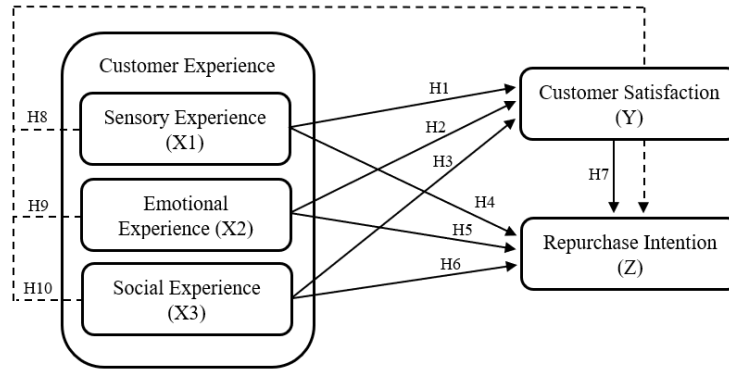 Customer Experience
Sensory Experience
(X1)
Emotional
Experience (X2)
Social Experience
(X3)
H8
H9
H10
H1
H2
H3
H4
H5
H6
Customer Satisfaction
(Y)
H7
Repurchase Intention
(Z)